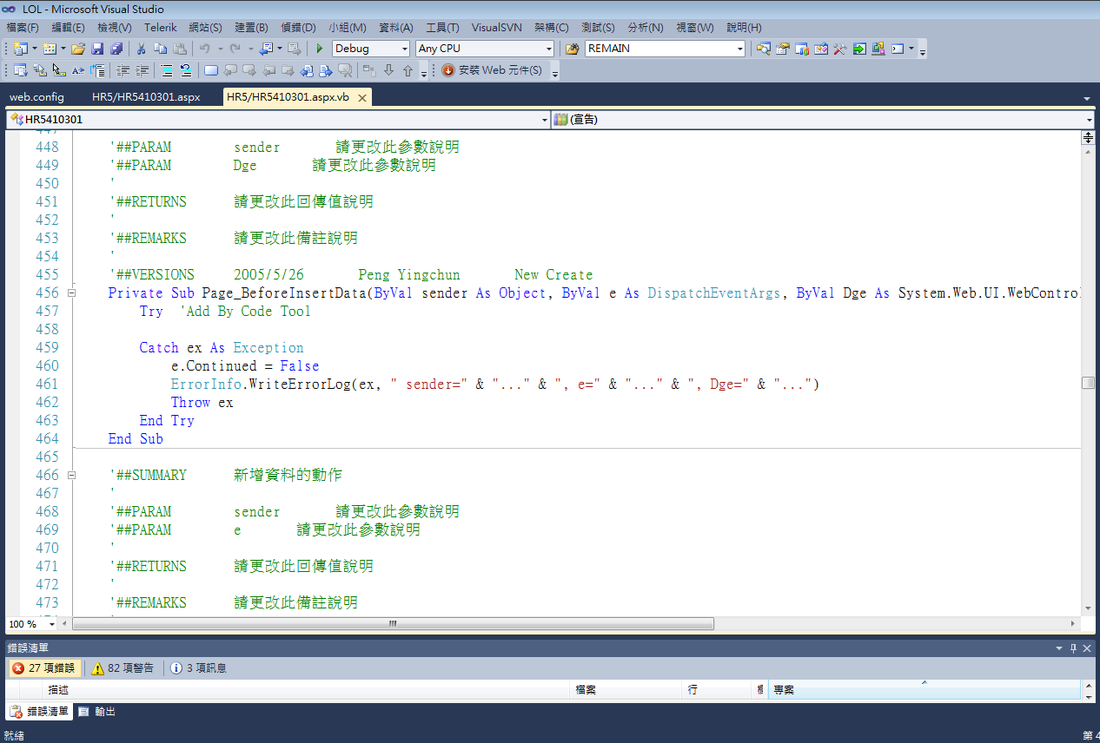 LOL - Microsoft Visual Studio
檔案(F) 編輯(E) 檢視(V) Telerik 網站(S) 建置(B) 偵錯(D) 小組(M) 資料(A) 工具(T) VisualSVN 架構(C) 測試(S) 分析(N) 視窗(W) 說明(H)
Debug Any CPU REMAIN
安裝 Web 元件(S)
web.config HR5/HR5410301.aspx HR5/HR5410301.aspx.vb
HR5410301 (宣告)
447
448 '##PARAM sender 請更改此參數說明
449 '##PARAM Dge 請更改此參數說明
450 '
451 '##RETURNS 請更改此回傳值說明
452 '
453 '##REMARKS 請更改此備註說明
454 '
455 '##VERSIONS 2005/5/26 Peng Yingchun New Create
456 Private Sub Page_BeforeInsertData(ByVal sender As Object, ByVal e As DispatchEventArgs, ByVal Dge As System.Web.UI.WebContro
457 Try 'Add By Code Tool
458
459 Catch ex As Exception
460 e.Continued = False
461 ErrorInfo.WriteErrorLog(ex, " sender=" & "..." & ", e=" & "..." & ", Dge=" & "...")
462 Throw ex
463 End Try
464 End Sub
465
466 '##SUMMARY 新增資料的動作
467 '
468 '##PARAM sender 請更改此參數說明
469 '##PARAM e 請更改此參數說明
470 '
471 '##RETURNS 請更改此回傳值說明
472 '
473 '##REMARKS 請更改此備註說明
100 %
錯誤清單
27 項錯誤 82 項警告 3 項訊息
描述 檔案 行 專案
錯誤清單 輸出
就緒 第 4